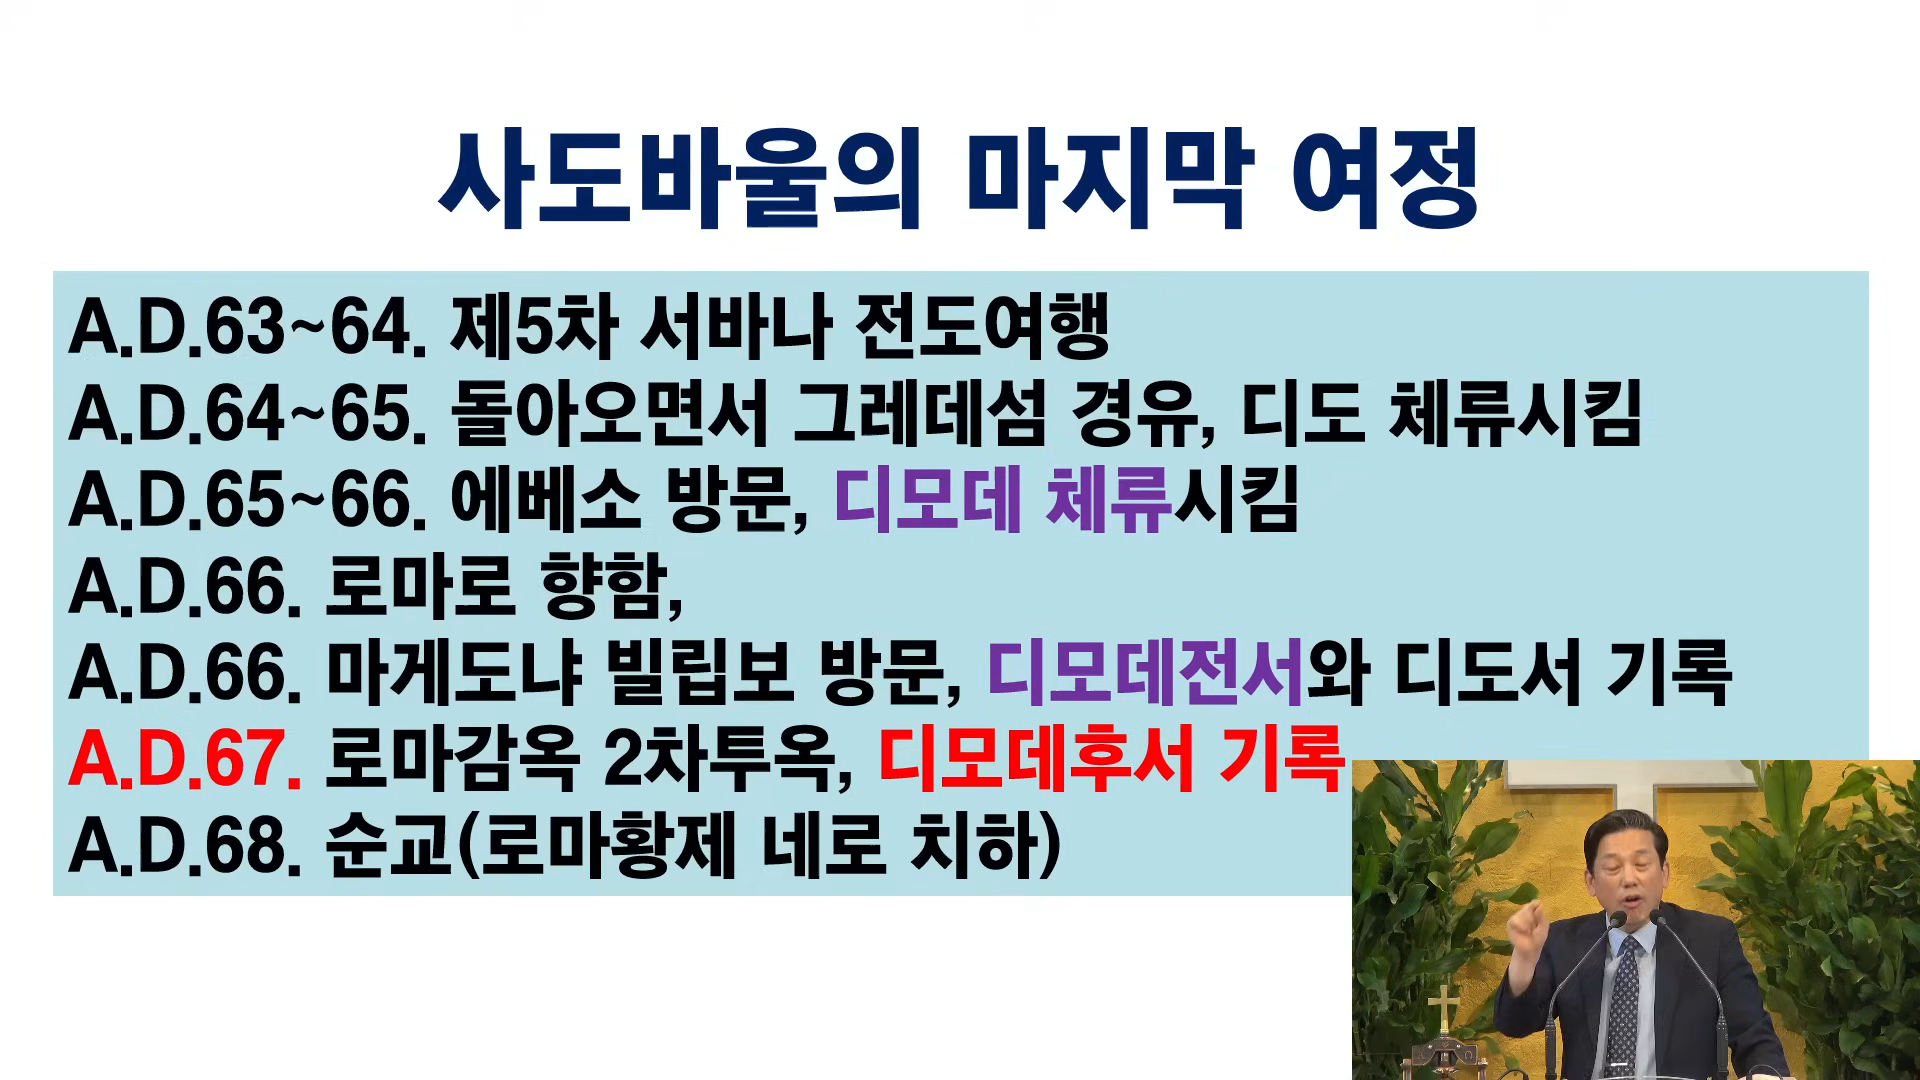 사도바울의 마지막 여정
A.D.63~64. 제5차 서바나 전도여행
A.D.64~65. 돌아오면서 그레데섬 경유, 디도 체류시킴
A.D.65~66. 에베소 방문, 디모데 체류시킴
A.D.66. 로마로 향함,
A.D.66. 마게도냐 빌립보 방문, 디모데전서와 디도서 기록
A.D.67. 로마감옥 2차투옥, 디모데후서 기록
A.D.68. 순교(로마황제 네로 치하)